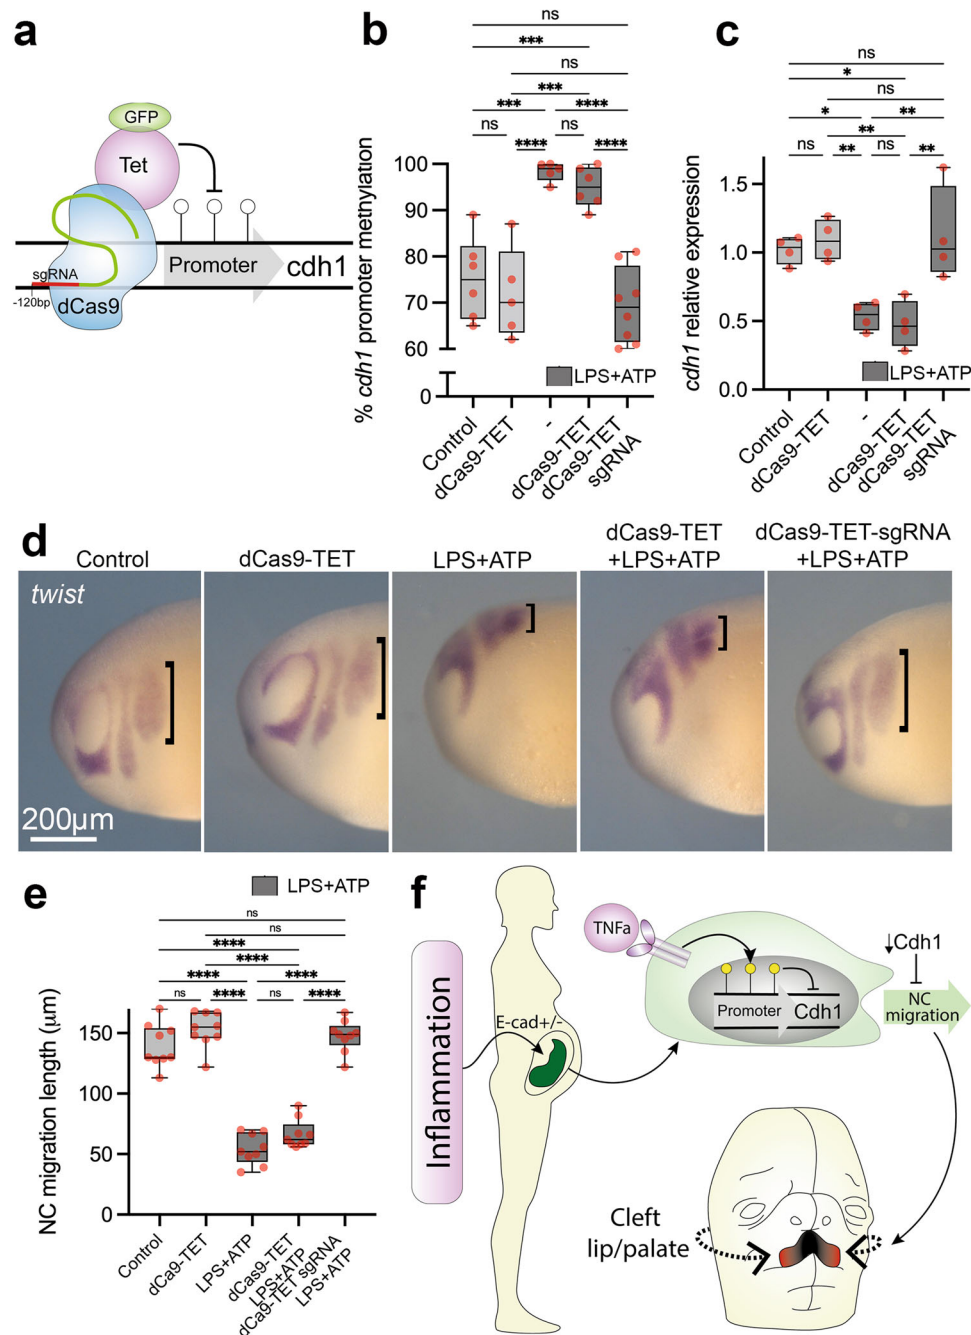 a
GFP
Tet
sgRNA
-120bp
dCas9
Promoter
cdh1
b
ns
***
ns
***
*** ****
ns **** ns ****
% cdh1 promoter methylation
100
90
80
70
60
0
LPS+ATP
Control
dCas9-TET
-
dCas9-TET
dCas9-TET
sgRNA
c
ns
*
ns
* **
**
ns ** ns **
cdh1 relative expression
1.5
1.0
0.5
0.0
LPS+ATP
Control
dCas9-TET
-
dCas9-TET
dCas9-TET
sgRNA
d
Control
dCas9-TET
LPS+ATP
dCas9-TET
+LPS+ATP
dCas9-TET-sgRNA
+LPS+ATP
twist
200µm
e
LPS+ATP
ns
ns
****
****
**** ****
ns **** ns ****
NC migration length (µm)
150
100
50
0
Control
dCa9-TET
LPS+ATP
dCas9-TET
LPS+ATP
dCa9-TET sgRNA
LPS+ATP
f
Inflammation
E-cad+/-
TNFa
Promoter
Cdh1
Cdh1
NC
migration
Cleft
lip/palate